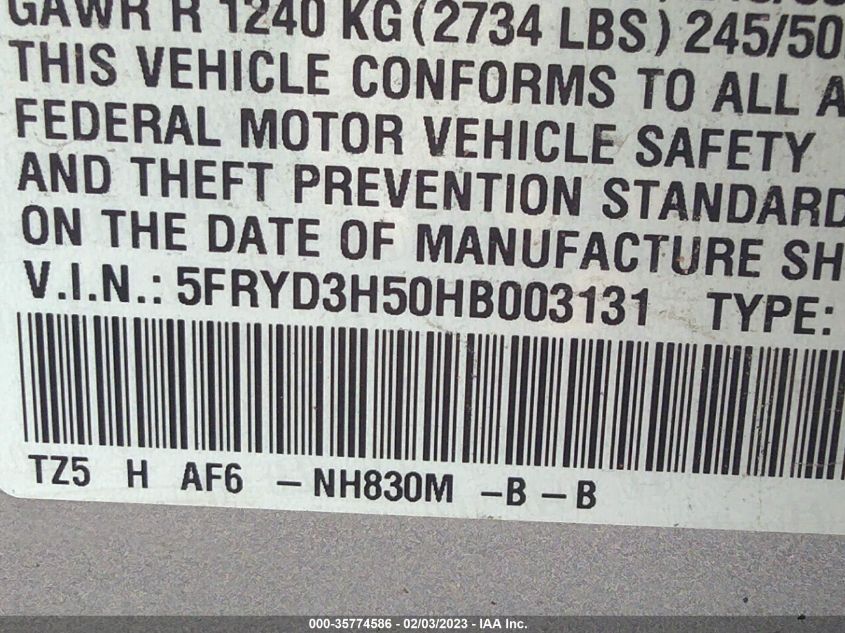 GAWR R 1240 KG (2734 LBS) 245/50
THIS VEHICLE CONFORMS TO ALL A
FEDERAL MOTOR VEHICLE SAFETY
AND THEFT PREVENTION STANDARD
ON THE DATE OF MANUFACTURE SH
V.I.N.: 5FRYD3H50HB003131 TYPE:
TZ5 H AF6 – NH830M – B – B
000-35774586 - 02/03/2023 - IAA Inc.